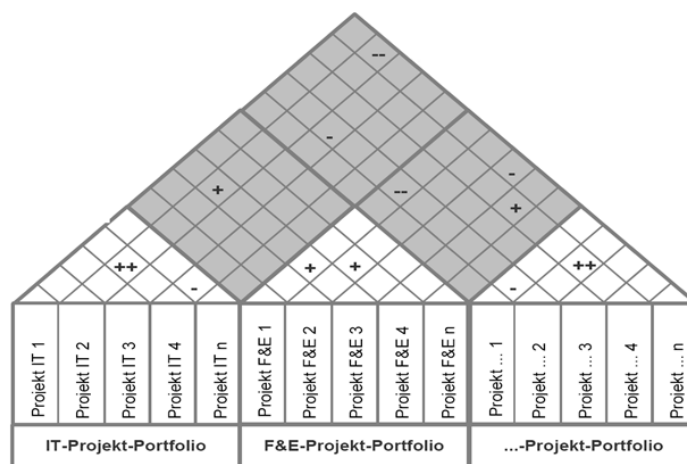 --
-
-
+
--
+
++
+
+
++
-
-
Projekt IT 1
Projekt IT 2
Projekt IT 3
Projekt IT 4
Projekt IT n
Projekt F&E 1
Projekt F&E 2
Projekt F&E 3
Projekt F&E 4
Projekt F&E n
Projekt ... 1
Projekt ... 2
Projekt ... 3
Projekt ... 4
Projekt ... n
IT-Projekt-Portfolio
F&E-Projekt-Portfolio
...-Projekt-Portfolio